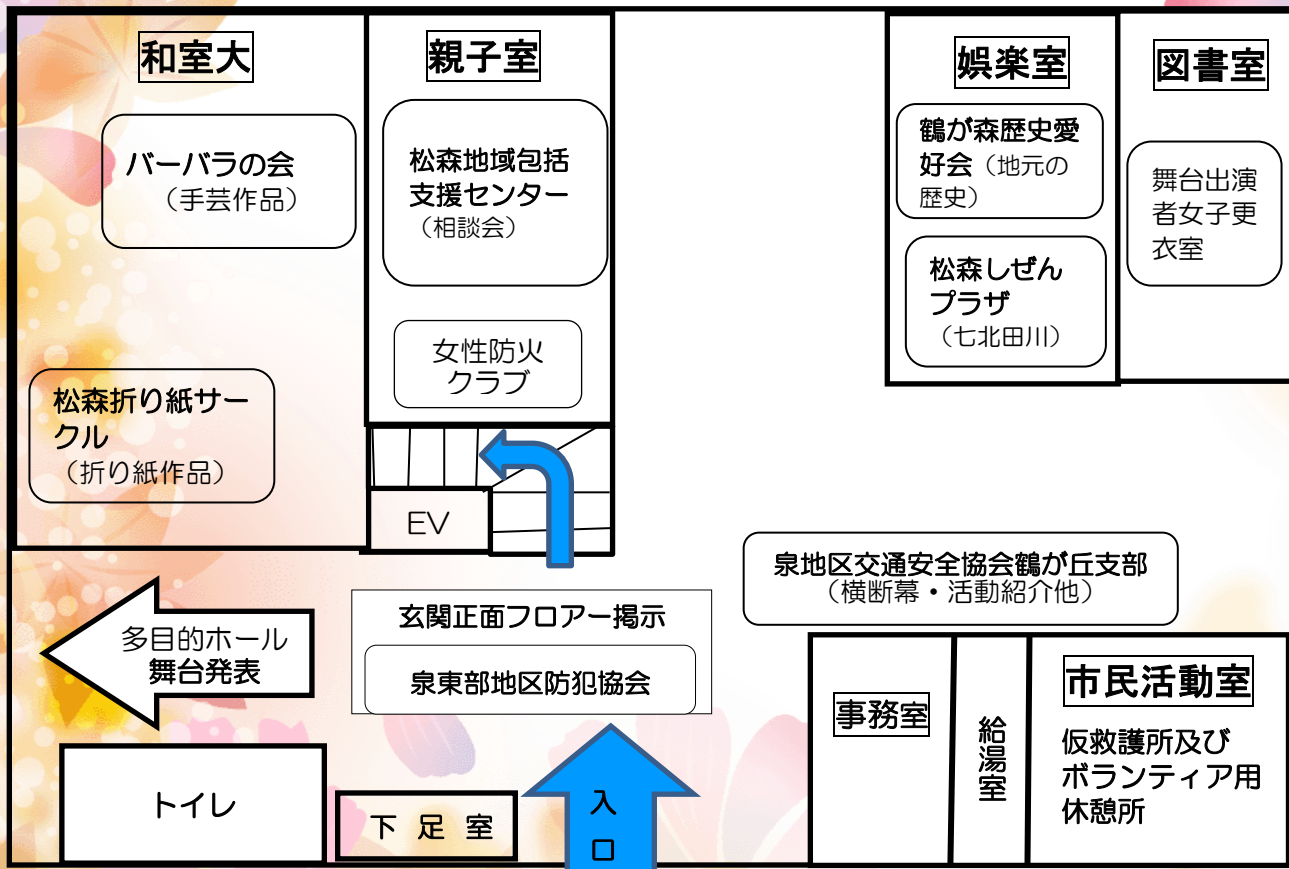 和室大
バーバラの会
（手芸作品）
松森折り紙サー
クル
（折り紙作品）
親子室
松森地域包括
支援センター
（相談会）
女性防火
クラブ
EV
娯楽室
鶴が森歴史愛
好会（地元の
歴史）
松森しぜん
プラザ
（七北田川）
図書室
舞台出演
者女子更
衣室
泉地区交通安全協会鶴が丘支部
（横断幕・活動紹介他）
多目的ホール
舞台発表
玄関正面フロアー掲示
泉東部地区防犯協会
トイレ
下足室
入口
事務室
給湯室
市民活動室
仮救護所及び
ボランティア用
休憩所